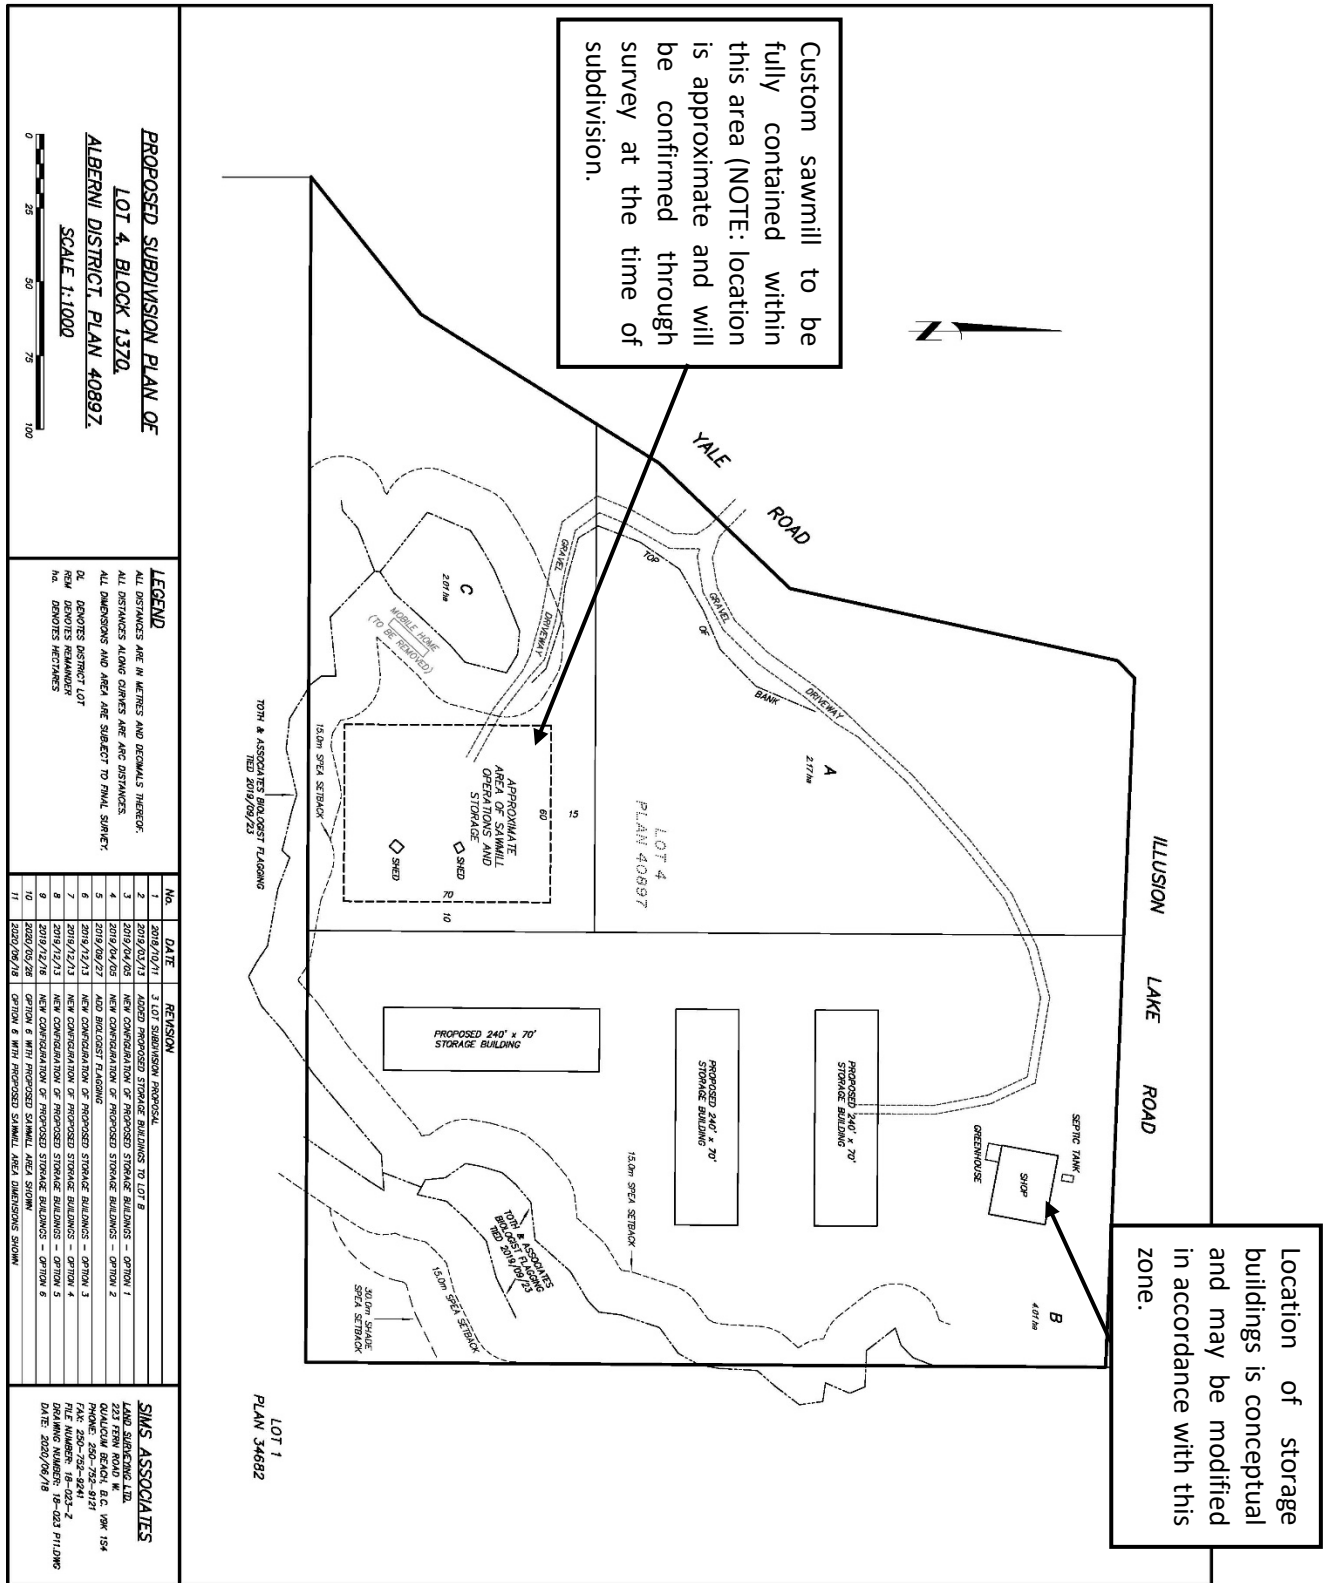 Custom sawmill to be
fully contained within
this area (NOTE: location
is approximate and will
be confirmed through
survey at the time of
subdivision.
Location of storage
buildings is conceptual
and may be modified
in accordance with this
zone.
ILLUSION LAKE ROAD
YALE ROAD
N
A
2.17 ha
GRAVEL DRIVEWAY
TOP OF BANK
LOT 4
PLAN 40897
GRAVEL DRIVEWAY
C
2.01 ha
MOBILE HOME
(TO BE REMOVED)
APPROXIMATE
AREA OF SAWMILL
OPERATIONS AND
STORAGE
60
15
70
10
SHED
SHED
15.0m SPEA SETBACK
TOTH & ASSOCIATES BIOLOGIST FLAGGING
TIED 2019/09/23
SEPTIC TANK
SHOP
GREENHOUSE
B
4.01 ha
PROPOSED 240' x 70'
STORAGE BUILDING
PROPOSED 240' x 70'
STORAGE BUILDING
PROPOSED 240' x 70'
STORAGE BUILDING
15.0m SPEA SETBACK
TOTH & ASSOCIATES
BIOLOGIST FLAGGING
TIED 2019/09/23
15.0m SPEA SETBACK
30.0m SHADE
SPEA SETBACK
LOT 1
PLAN 34682
PROPOSED SUBDIVISION PLAN OF
LOT 4, BLOCK 1370,
ALBERNI DISTRICT, PLAN 40897.
SCALE 1:1000
0 25 50 75 100
LEGEND
ALL DISTANCES ARE IN METRES AND DECIMALS THEREOF.
ALL DISTANCES ALONG CURVES ARE ARC DISTANCES.
ALL DIMENSIONS AND AREA ARE SUBJECT TO FINAL SURVEY.
DL DENOTES DISTRICT LOT
REM DENOTES REMAINDER
ha. DENOTES HECTARES
No. DATE REVISION
1 2018/10/11 3 LOT SUBDIVISION PROPOSAL
2 2019/03/13 ADDED PROPOSED STORAGE BUILDINGS TO LOT B
3 2019/04/05 NEW CONFIGURATION OF PROPOSED STORAGE BUILDINGS - OPTION 1
4 2019/04/05 NEW CONFIGURATION OF PROPOSED STORAGE BUILDINGS - OPTION 2
5 2019/09/27 ADD BIOLOGIST FLAGGING
6 2019/12/13 NEW CONFIGURATION OF PROPOSED STORAGE BUILDINGS - OPTION 3
7 2019/12/13 NEW CONFIGURATION OF PROPOSED STORAGE BUILDINGS - OPTION 4
8 2019/12/13 NEW CONFIGURATION OF PROPOSED STORAGE BUILDINGS - OPTION 5
9 2019/12/16 NEW CONFIGURATION OF PROPOSED STORAGE BUILDINGS - OPTION 6
10 2020/05/26 OPTION 6 WITH PROPOSED SAWMILL AREA SHOWN
11 2020/06/18 OPTION 6 WITH PROPOSED SAWMILL AREA DIMENSIONS SHOWN
SIMS ASSOCIATES
LAND SURVEYING LTD.
223 FERN ROAD W.
QUALICUM BEACH, B.C. V9K 1S4
PHONE: 250-752-9121
FAX: 250-752-9241
FILE NUMBER: 18-023-Z
DRAWING NUMBER: 18-023 P11.DWG
DATE: 2020/06/18